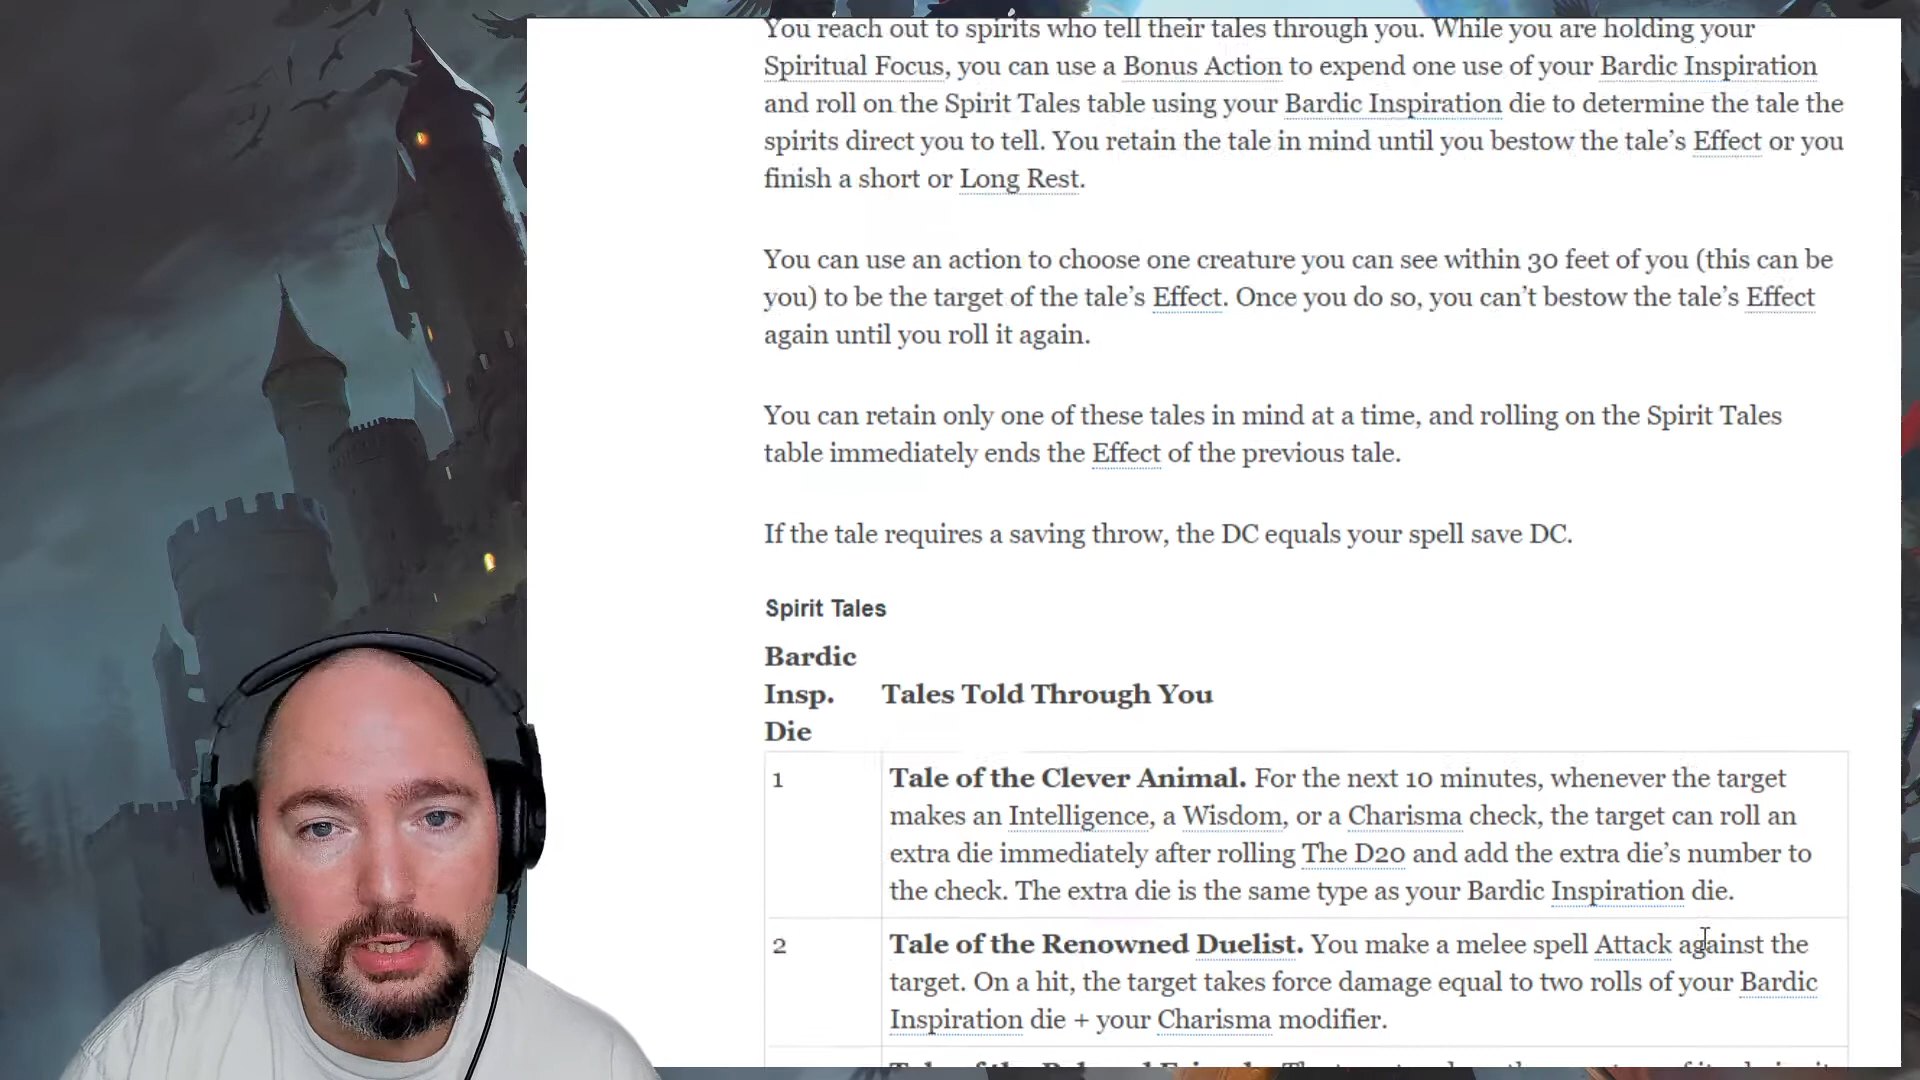 You reach out to spirits who tell their tales through you. While you are holding your
Spiritual Focus, you can use a Bonus Action to expend one use of your Bardic Inspiration
and roll on the Spirit Tales table using your Bardic Inspiration die to determine the tale the
spirits direct you to tell. You retain the tale in mind until you bestow the tale’s Effect or you
finish a short or Long Rest.
You can use an action to choose one creature you can see within 30 feet of you (this can be
you) to be the target of the tale’s Effect. Once you do so, you can’t bestow the tale’s Effect
again until you roll it again.
You can retain only one of these tales in mind at a time, and rolling on the Spirit Tales
table immediately ends the Effect of the previous tale.
If the tale requires a saving throw, the DC equals your spell save DC.
Spirit Tales
Bardic
Insp. Tales Told Through You
Die
1 Tale of the Clever Animal. For the next 10 minutes, whenever the target
makes an Intelligence, a Wisdom, or a Charisma check, the target can roll an
extra die immediately after rolling The D20 and add the extra die’s number to
the check. The extra die is the same type as your Bardic Inspiration die.
2 Tale of the Renowned Duelist. You make a melee spell Attack against the
target. On a hit, the target takes force damage equal to two rolls of your Bardic
Inspiration die + your Charisma modifier.